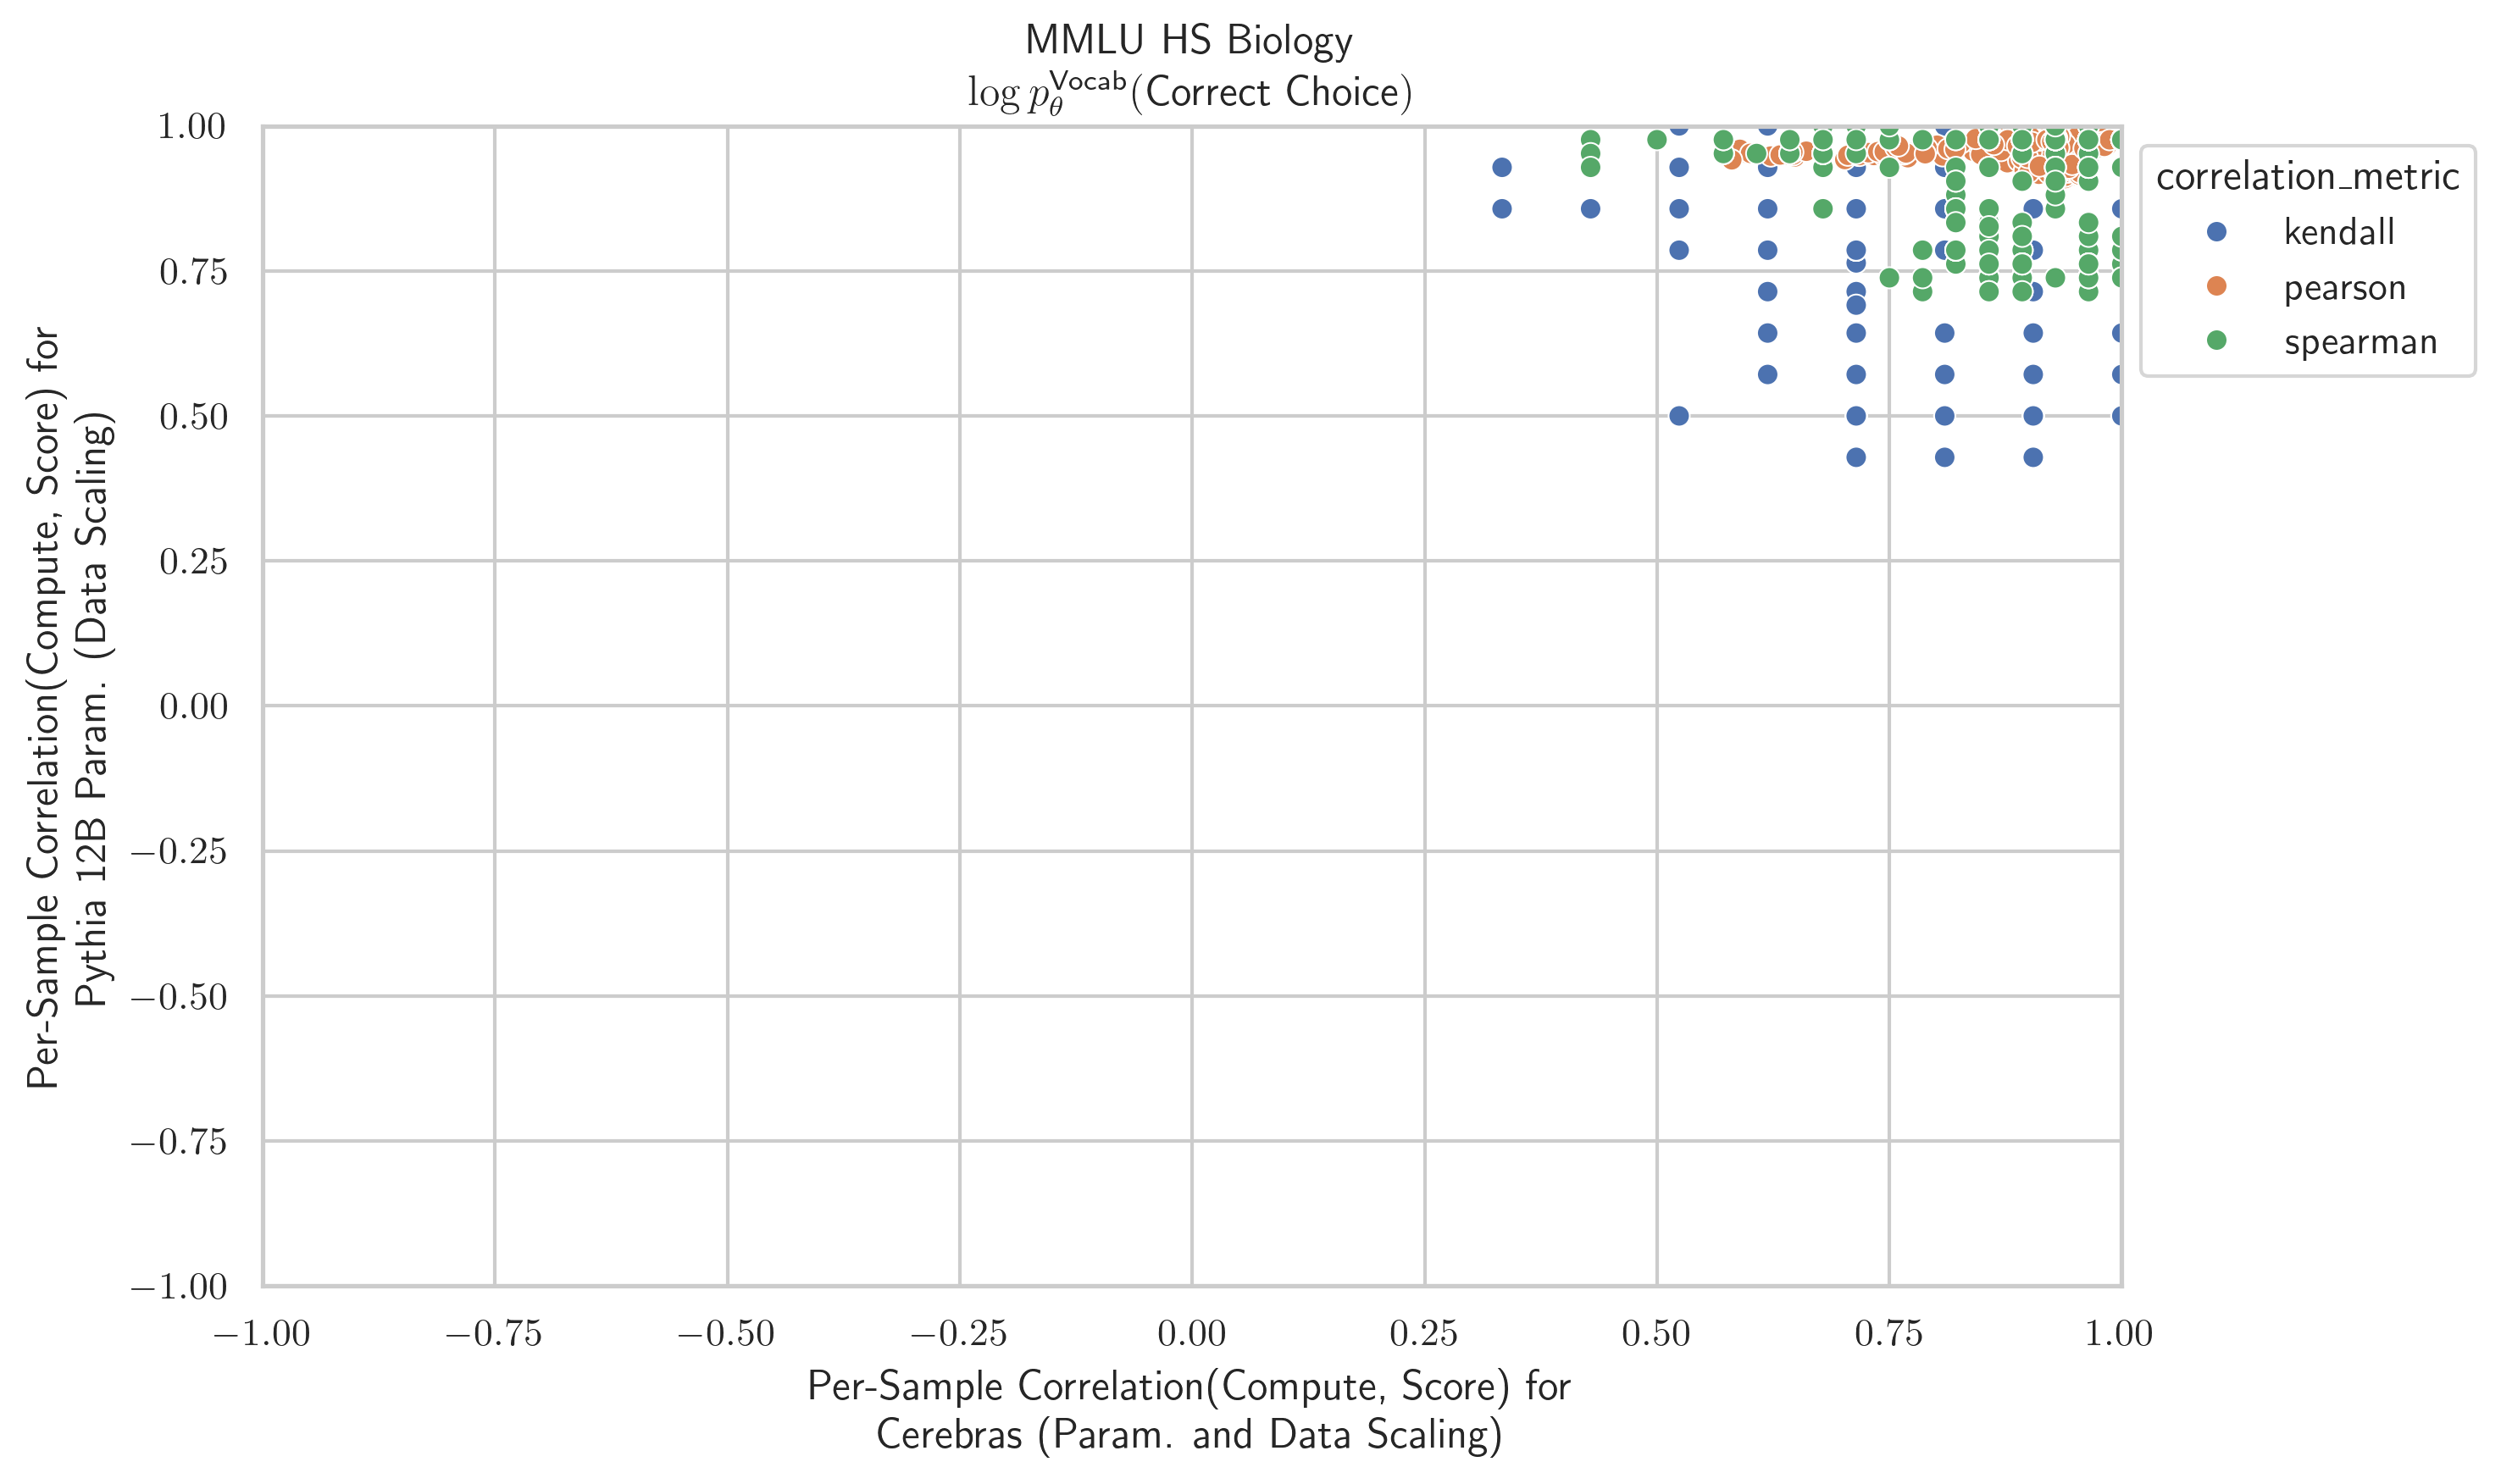 MMLU HS Biology
log p_θ^Vocab(Correct Choice)
Per-Sample Correlation(Compute, Score) for
Pythia 12B Param. (Data Scaling)
1.00
0.75
0.50
0.25
0.00
−0.25
−0.50
−0.75
−1.00
−1.00 −0.75 −0.50 −0.25 0.00 0.25 0.50 0.75 1.00
Per-Sample Correlation(Compute, Score) for
Cerebras (Param. and Data Scaling)
correlation_metric
kendall
pearson
spearman